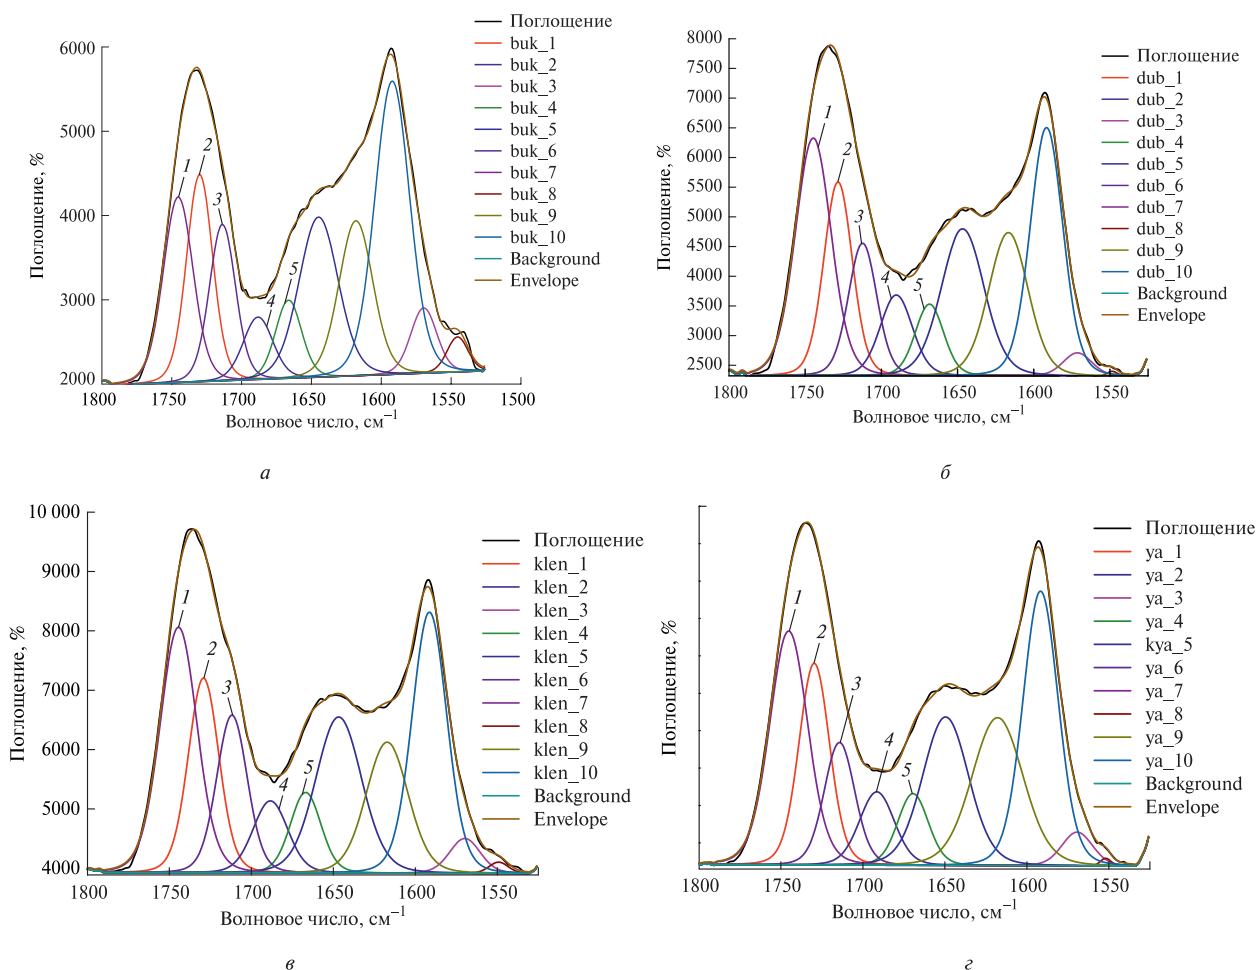 Поглощение
buk_1
buk_2
buk_3
buk_4
buk_5
buk_6
buk_7
buk_8
buk_9
buk_10
Background
Envelope
6000
5000
4000
3000
2000
Поглощение, %
1
2
3
4
5
1800
1750
1700
1650
1600
1550
1500
Волновое число, см⁻¹
а
Поглощение
dub_1
dub_2
dub_3
dub_4
dub_5
dub_6
dub_7
dub_8
dub_9
dub_10
Background
Envelope
8000
7500
7000
6500
6000
5500
5000
4500
4000
3500
3000
2500
Поглощение, %
1
2
3
4
5
1800
1750
1700
1650
1600
1550
Волновое число, см⁻¹
б
Поглощение
klen_1
klen_2
klen_3
klen_4
klen_5
klen_6
klen_7
klen_8
klen_9
klen_10
Background
Envelope
10 000
9000
8000
7000
6000
5000
4000
Поглощение, %
1
2
3
4
5
1800
1750
1700
1650
1600
1550
Волновое число, см⁻¹
в
Поглощение
ya_1
ya_2
ya_3
ya_4
kya_5
ya_6
ya_7
ya_8
ya_9
ya_10
Background
Envelope
Поглощение, %
1
2
3
4
5
1800
1750
1700
1650
1600
1550
Волновое число, см⁻¹
г